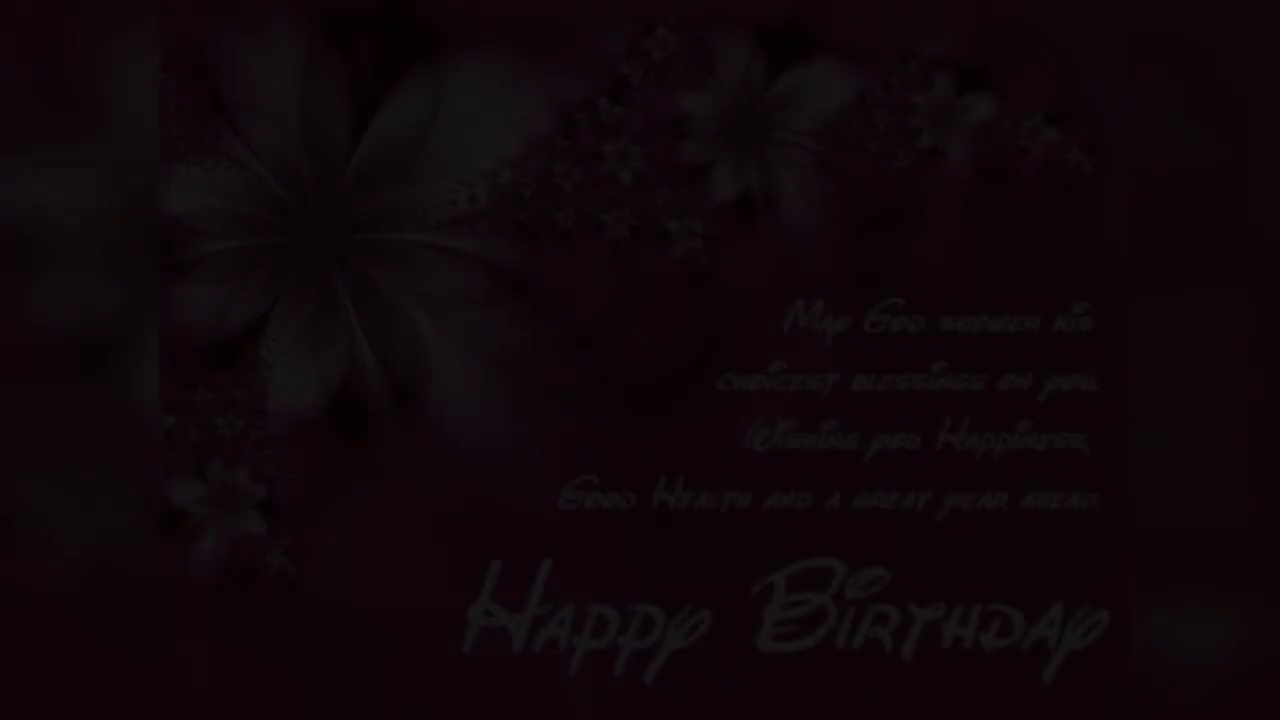 May God shower his
choicest blessings on you.
Wishing you Happiness,
Good Health and a great year ahead.
Happy Birthday